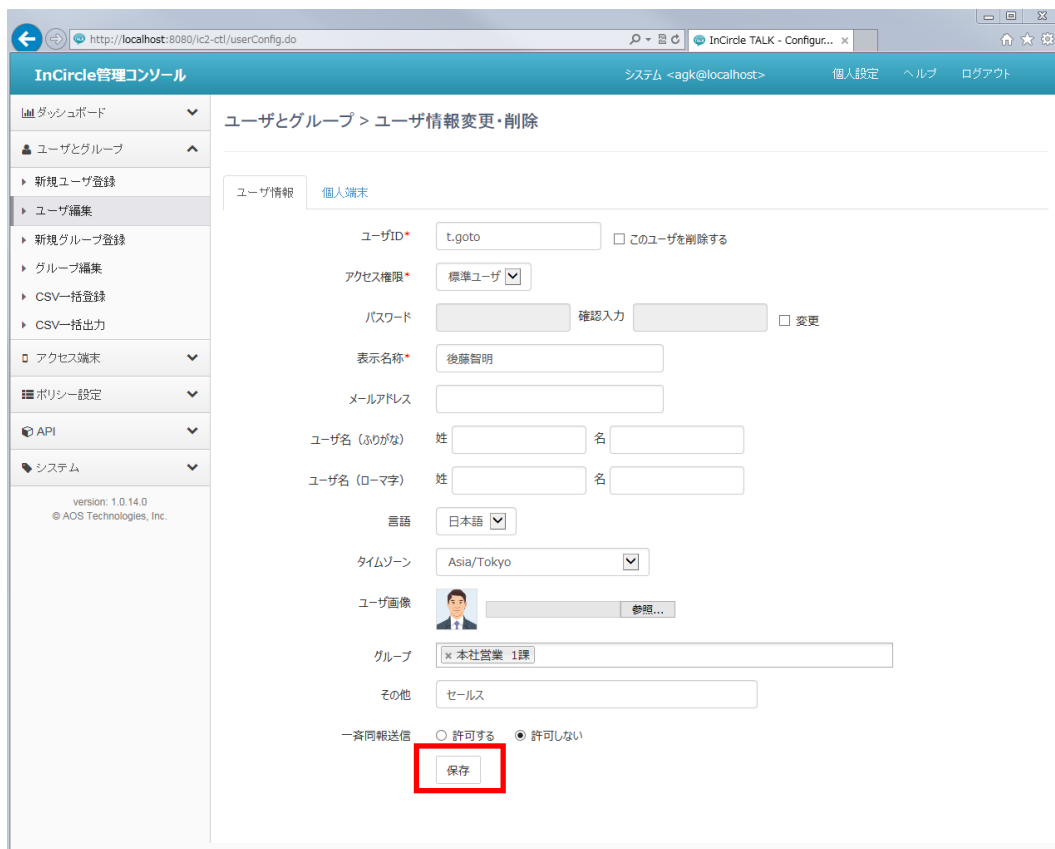 http://localhost:8080/ic2-ctl/userConfig.do
InCircle TALK - Configur...
InCircle管理コンソール
システム <agk@localhost>
個人設定
ヘルプ
ログアウト
ダッシュボード
ユーザとグループ
新規ユーザ登録
ユーザ編集
新規グループ登録
グループ編集
CSV一括登録
CSV一括出力
アクセス端末
ポリシー設定
API
システム
version: 1.0.14.0
© AOS Technologies, Inc.
ユーザとグループ > ユーザ情報変更・削除
ユーザ情報 個人端末
ユーザID* t.goto このユーザを削除する
アクセス権限* 標準ユーザ
パスワード 確認入力 変更
表示名称* 後藤智明
メールアドレス
ユーザ名（ふりがな） 姓 名
ユーザ名（ローマ字） 姓 名
言語 日本語
タイムゾーン Asia/Tokyo
ユーザ画像 参照...
グループ × 本社営業 1課
その他 セールス
一斉同報送信 許可する 許可しない
保存